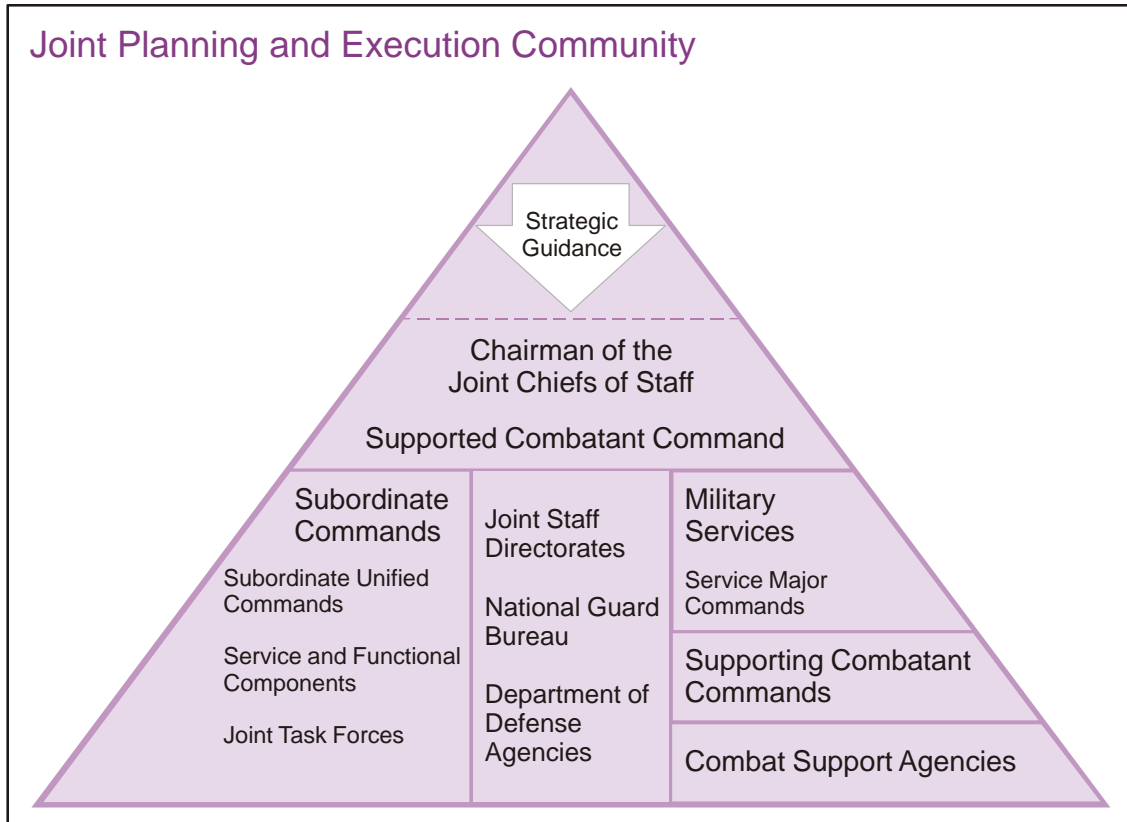 Joint Planning and Execution Community
Strategic
Guidance
Chairman of the
Joint Chiefs of Staff
Supported Combatant Command
Subordinate
Commands
Subordinate Unified
Commands
Service and Functional
Components
Joint Task Forces
Joint Staff
Directorates
National Guard
Bureau
Department of
Defense
Agencies
Military
Services
Service Major
Commands
Supporting Combatant
Commands
Combat Support Agencies